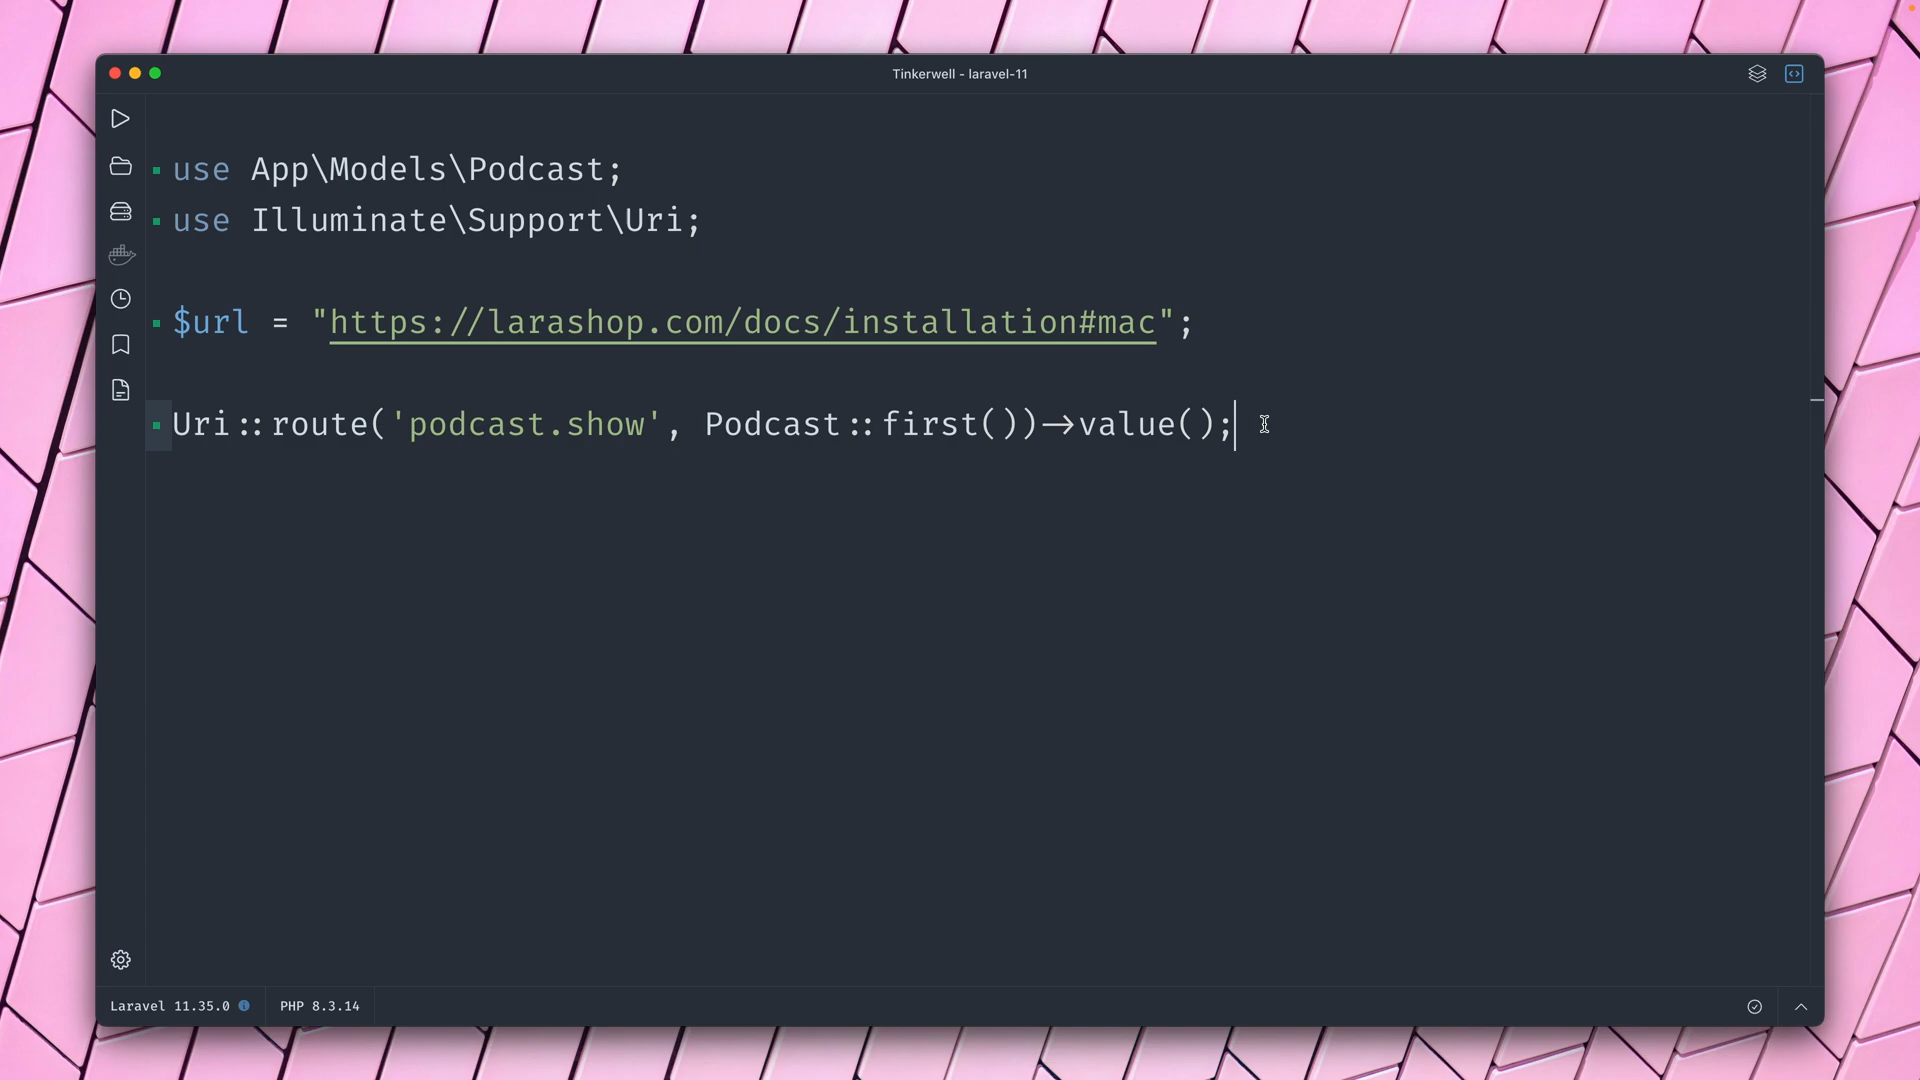 Tinkerwell - laravel-11
use App\Models\Podcast;
use Illuminate\Support\Uri;
$url = "https://larashop.com/docs/installation#mac";
Uri::route('podcast.show', Podcast::first())->value();
Laravel 11.35.0
PHP 8.3.14